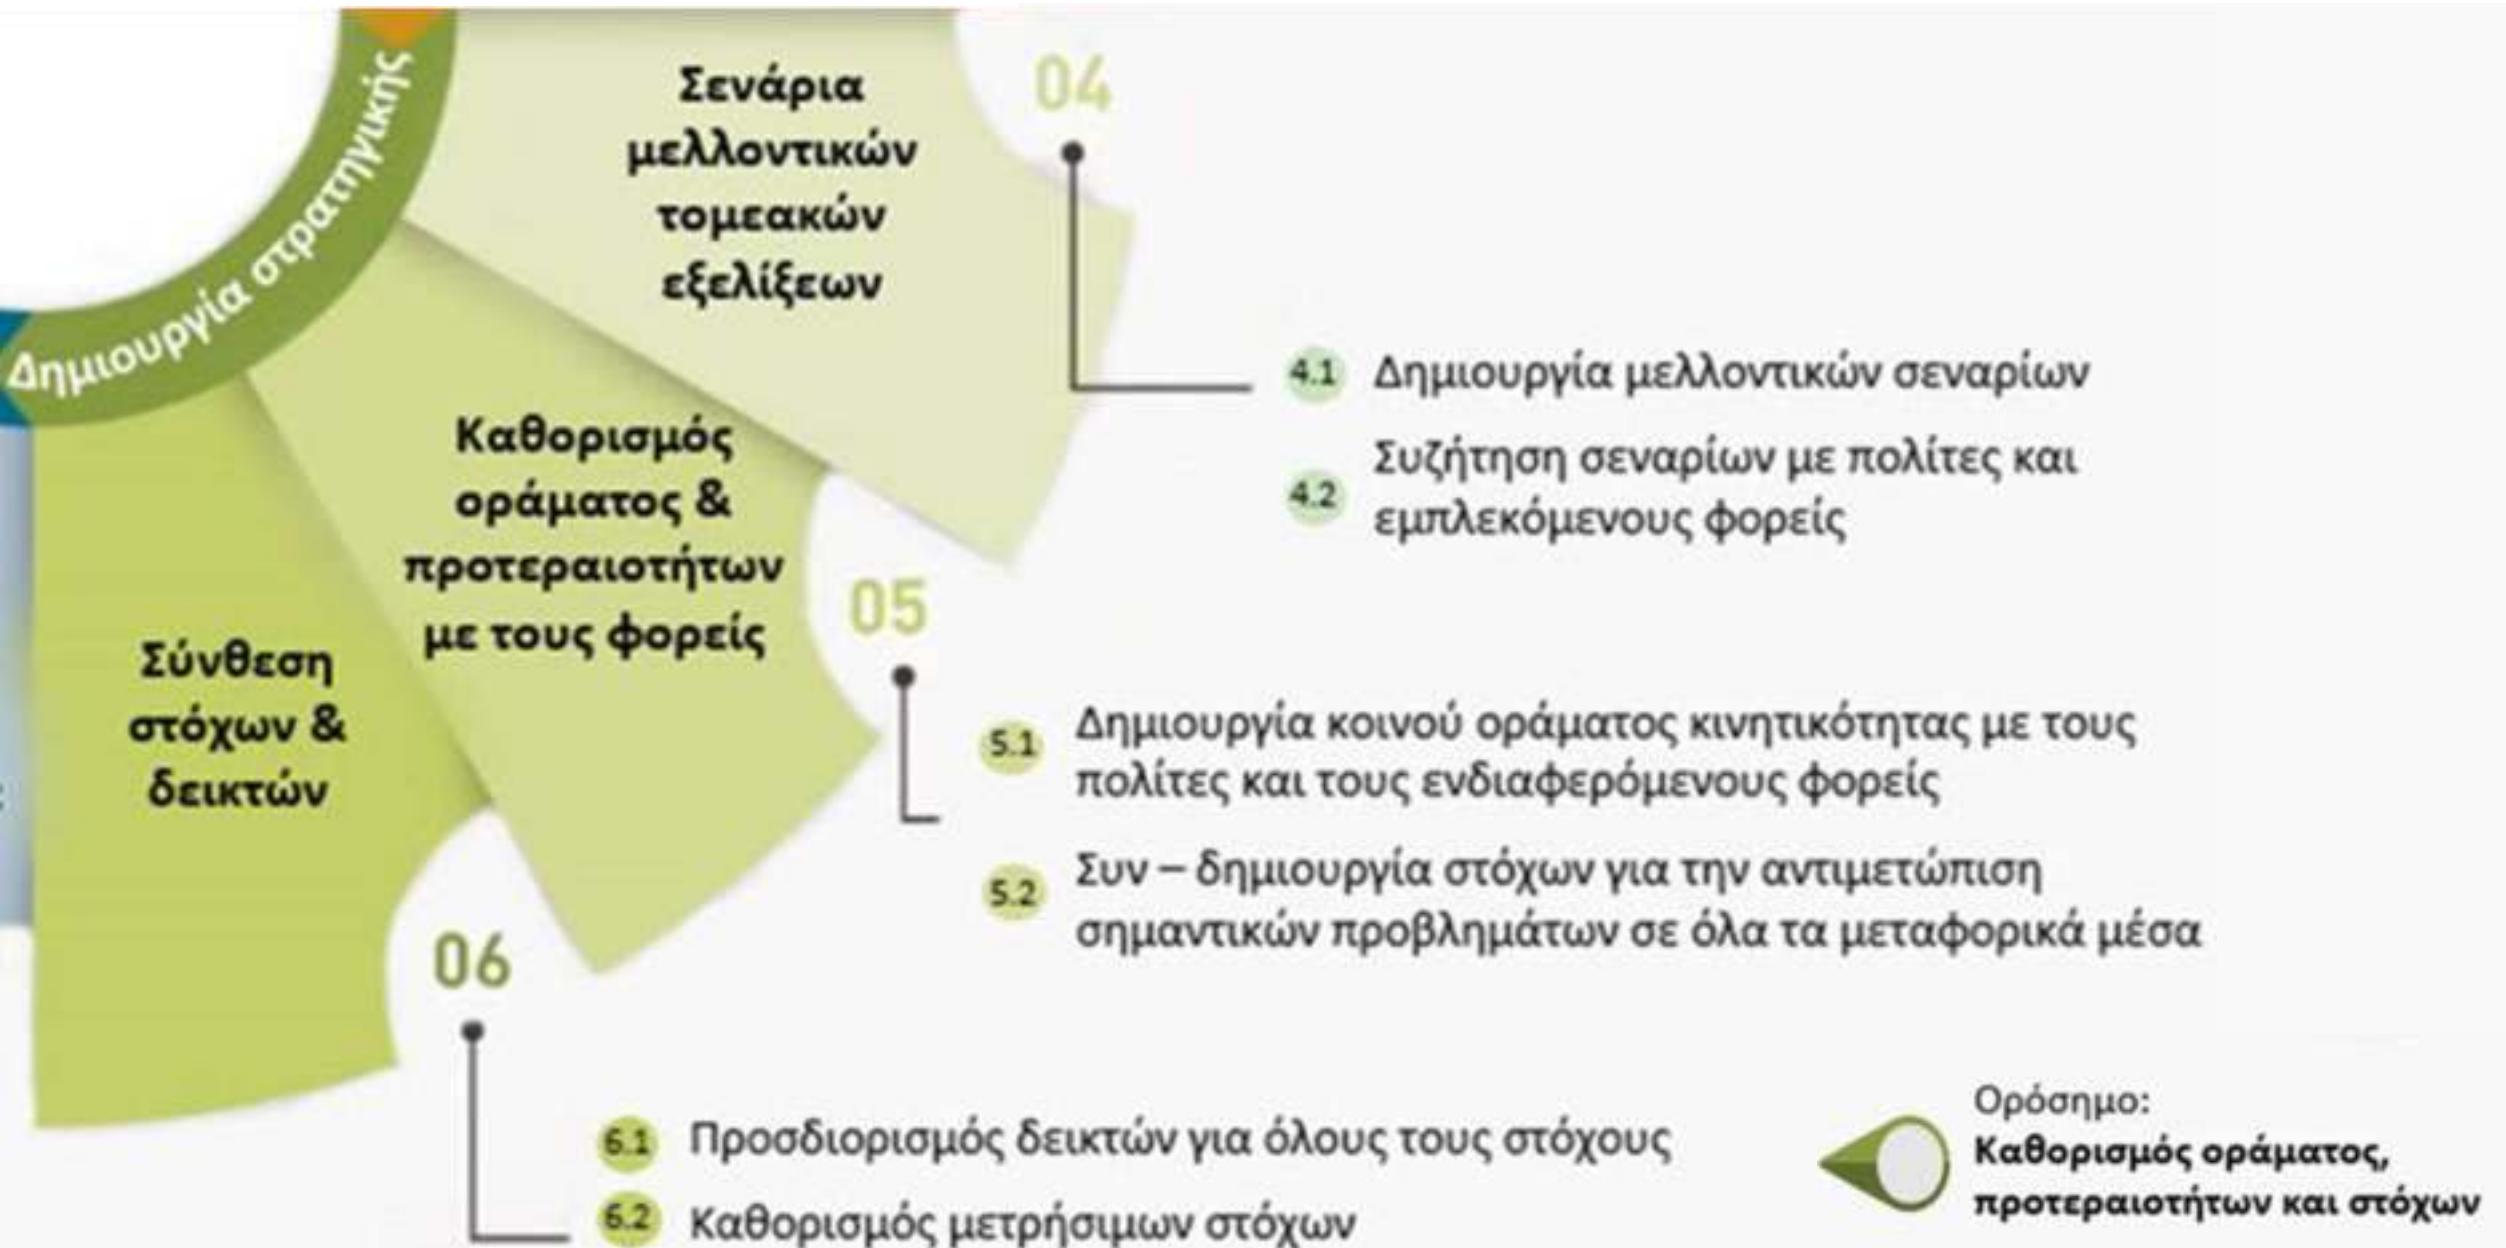 Δημιουργία στρατηγικής
Σενάρια
μελλοντικών
τομεακών
εξελίξεων
04
4.1 Δημιουργία μελλοντικών σεναρίων
4.2 Συζήτηση σεναρίων με πολίτες και
εμπλεκόμενους φορείς
Καθορισμός
οράματος &
προτεραιοτήτων
με τους φορείς
05
5.1 Δημιουργία κοινού οράματος κινητικότητας με τους
πολίτες και τους ενδιαφερόμενους φορείς
5.2 Συν – δημιουργία στόχων για την αντιμετώπιση
σημαντικών προβλημάτων σε όλα τα μεταφορικά μέσα
Σύνθεση
στόχων &
δεικτών
06
6.1 Προσδιορισμός δεικτών για όλους τους στόχους
6.2 Καθορισμός μετρήσιμων στόχων
Ορόσημο:
Καθορισμός οράματος,
προτεραιοτήτων και στόχων